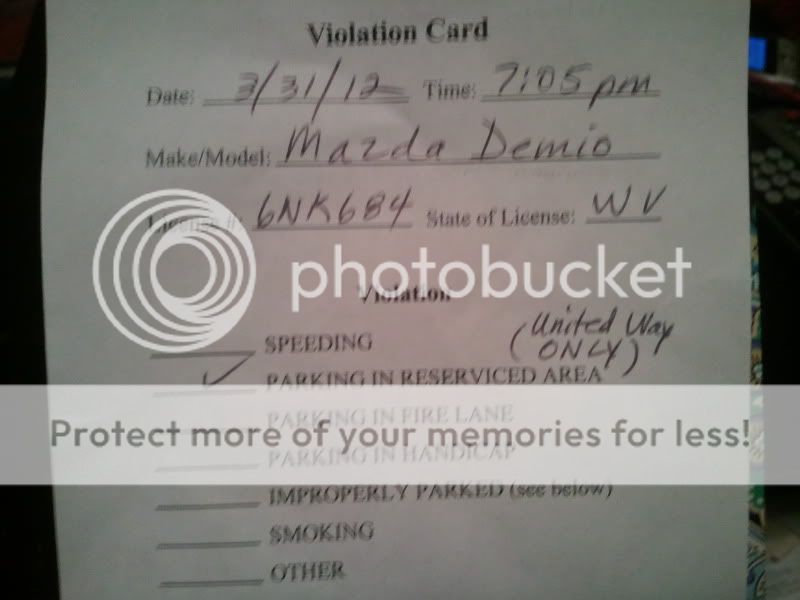 Violation Card
Date: 3/31/12 Time: 7:05 pm
Make/Model: Mazda Demio
License #: 6NK684 State of License: WV
photobucket
Violation
(United Way
ONLY)
SPEEDING
✓ PARKING IN RESERVICED AREA
PARKING IN FIRE LANE
Protect more of your memories for less!
PARKING IN HANDICAP
IMPROPERLY PARKED (see below)
SMOKING
OTHER